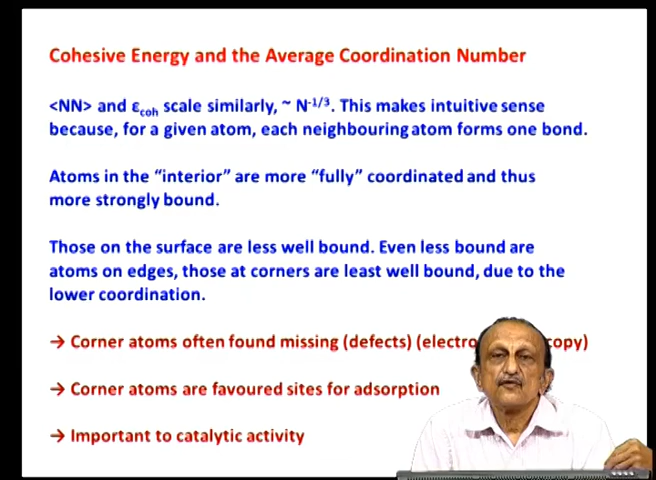 Cohesive Energy and the Average Coordination Number
<NN> and εcoh scale similarly, ~ N-1/3. This makes intuitive sense
because, for a given atom, each neighbouring atom forms one bond.
Atoms in the “interior” are more “fully” coordinated and thus
more strongly bound.
Those on the surface are less well bound. Even less bound are
atoms on edges, those at corners are least well bound, due to the
lower coordination.
→ Corner atoms often found missing (defects)
→ Corner atoms are favoured sites for adsorption
→ Important to catalytic activity